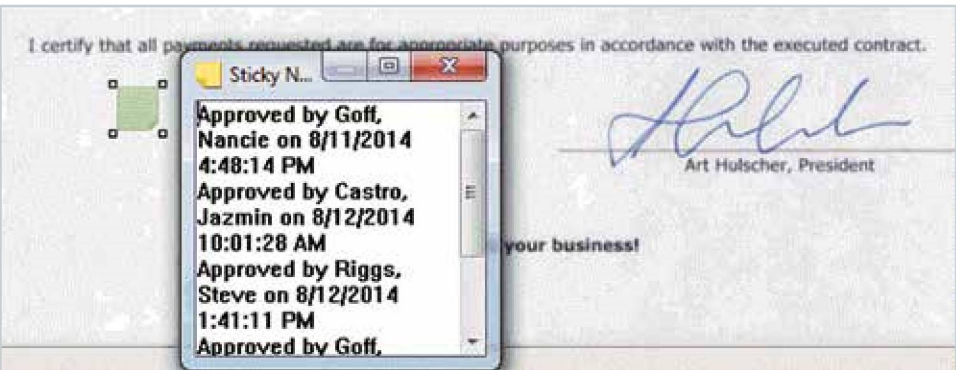 I certify that all payments requested are for appropriate purposes in accordance with the executed contract.
Sticky N...
Approved by Goff,
Nancie on 8/11/2014
4:48:14 PM
Approved by Castro,
Jazmin on 8/12/2014
10:01:28 AM
Approved by Riggs,
Steve on 8/12/2014
1:41:11 PM
Approved by Goff,
Art Hulscher, President
your business!